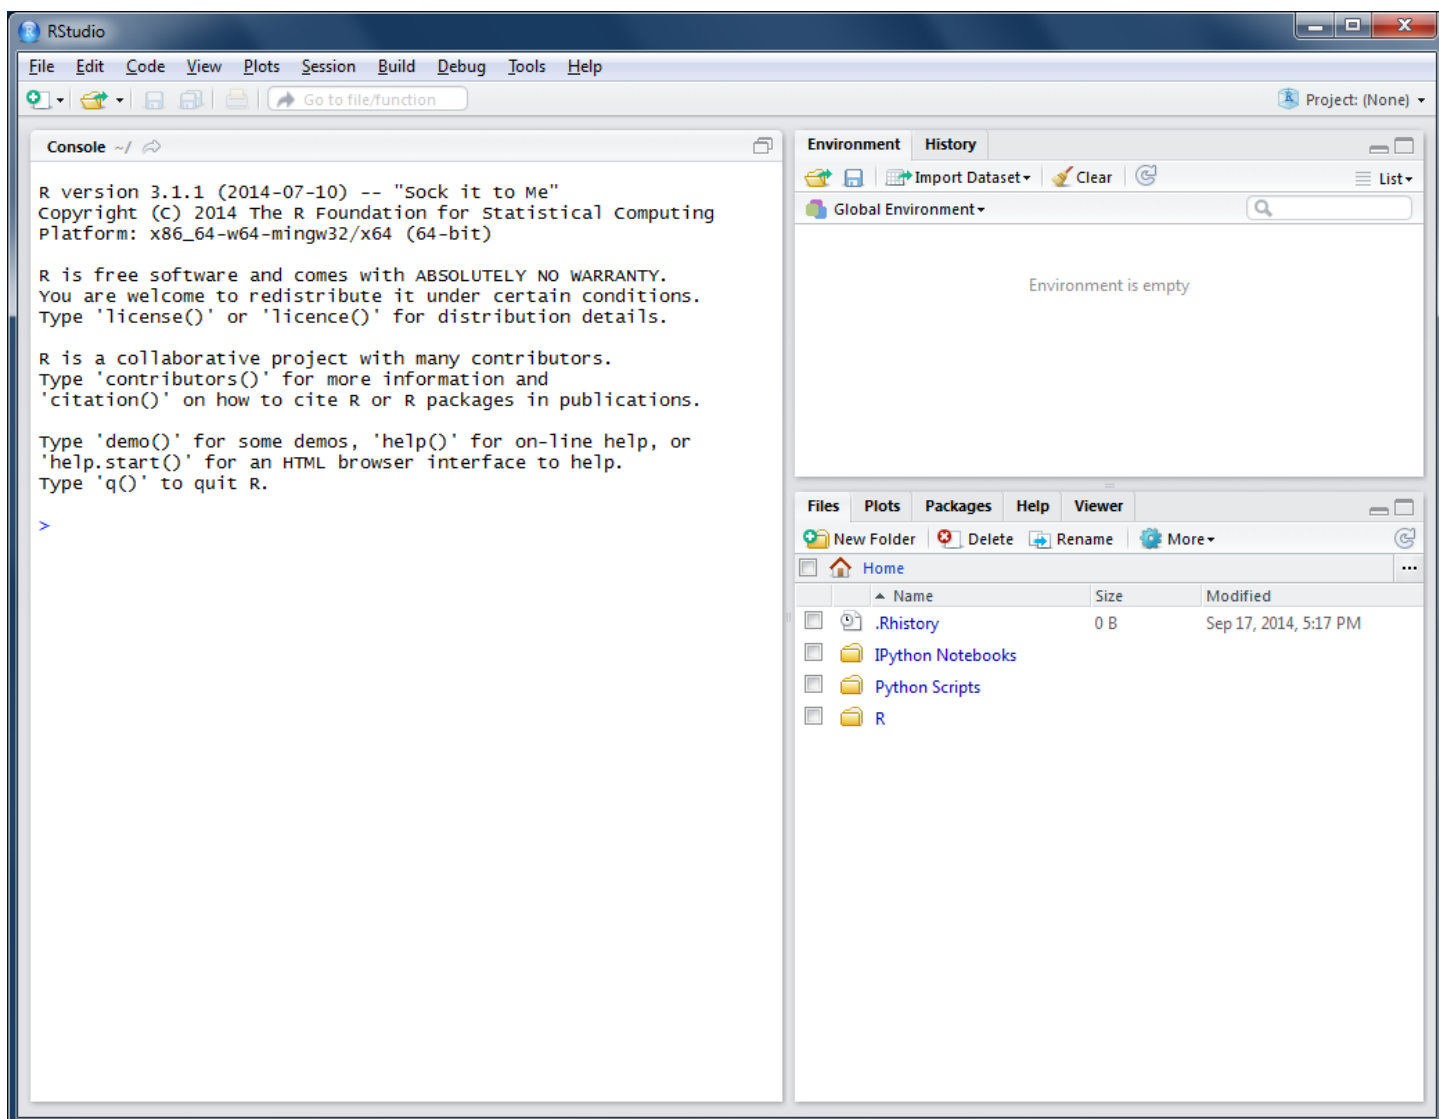 RStudio
File Edit Code View Plots Session Build Debug Tools Help
Go to file/function
Project: (None)
Console ~/
R version 3.1.1 (2014-07-10) -- "Sock it to Me"
Copyright (C) 2014 The R Foundation for Statistical Computing
Platform: x86_64-w64-mingw32/x64 (64-bit)
R is free software and comes with ABSOLUTELY NO WARRANTY.
You are welcome to redistribute it under certain conditions.
Type 'license()' or 'licence()' for distribution details.
R is a collaborative project with many contributors.
Type 'contributors()' for more information and
'citation()' on how to cite R or R packages in publications.
Type 'demo()' for some demos, 'help()' for on-line help, or
'help.start()' for an HTML browser interface to help.
Type 'q()' to quit R.
>
Environment History
Import Dataset Clear List
Global Environment
Environment is empty
Files Plots Packages Help Viewer
New Folder Delete Rename More
Home ...
Name Size Modified
.Rhistory 0 B Sep 17, 2014, 5:17 PM
IPython Notebooks
Python Scripts
R